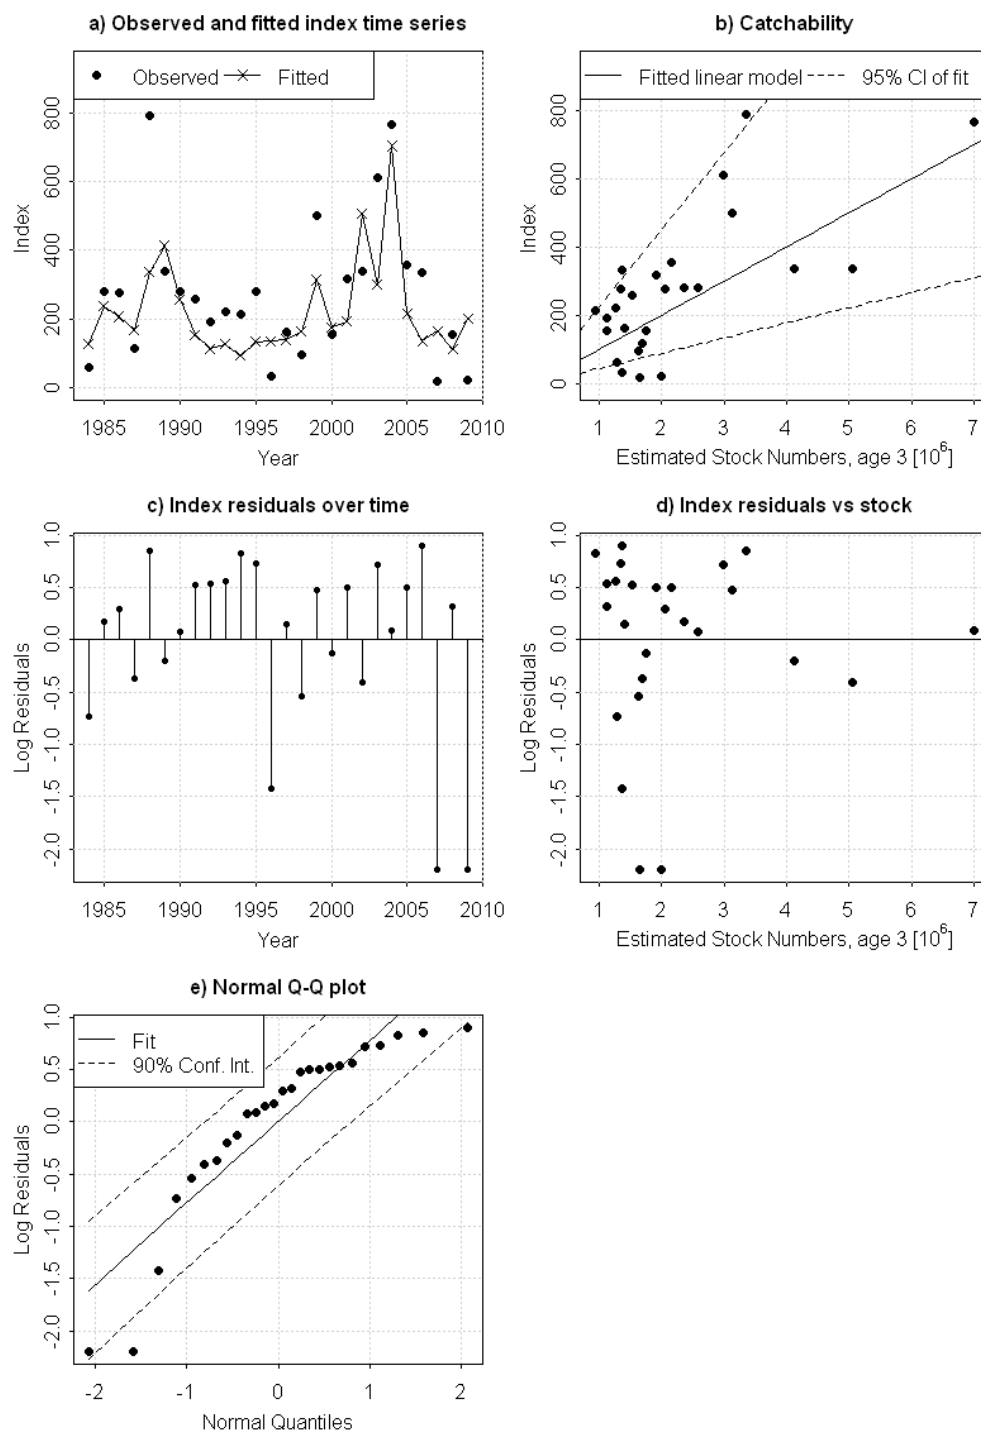 a) Observed and fitted index time series
Observed
Fitted
Index
0
200
400
600
800
1985
1990
1995
2000
2005
2010
Year
b) Catchability
Fitted linear model
95% CI of fit
Index
0
200
400
600
800
1
2
3
4
5
6
7
Estimated Stock Numbers, age 3 [10^6]
c) Index residuals over time
Log Residuals
1.0
0.5
0.0
-0.5
-1.0
-1.5
-2.0
1985
1990
1995
2000
2005
2010
Year
d) Index residuals vs stock
Log Residuals
1.0
0.5
0.0
-0.5
-1.0
-1.5
-2.0
1
2
3
4
5
6
7
Estimated Stock Numbers, age 3 [10^6]
e) Normal Q-Q plot
Fit
90% Conf. Int.
Log Residuals
1.0
0.5
0.0
-0.5
-1.0
-1.5
-2.0
-2
-1
0
1
2
Normal Quantiles